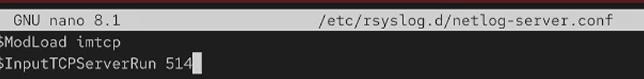 GNU nano 8.1 /etc/rsyslog.d/netlog-server.conf
$ModLoad imtcp
$InputTCPServerRun 514